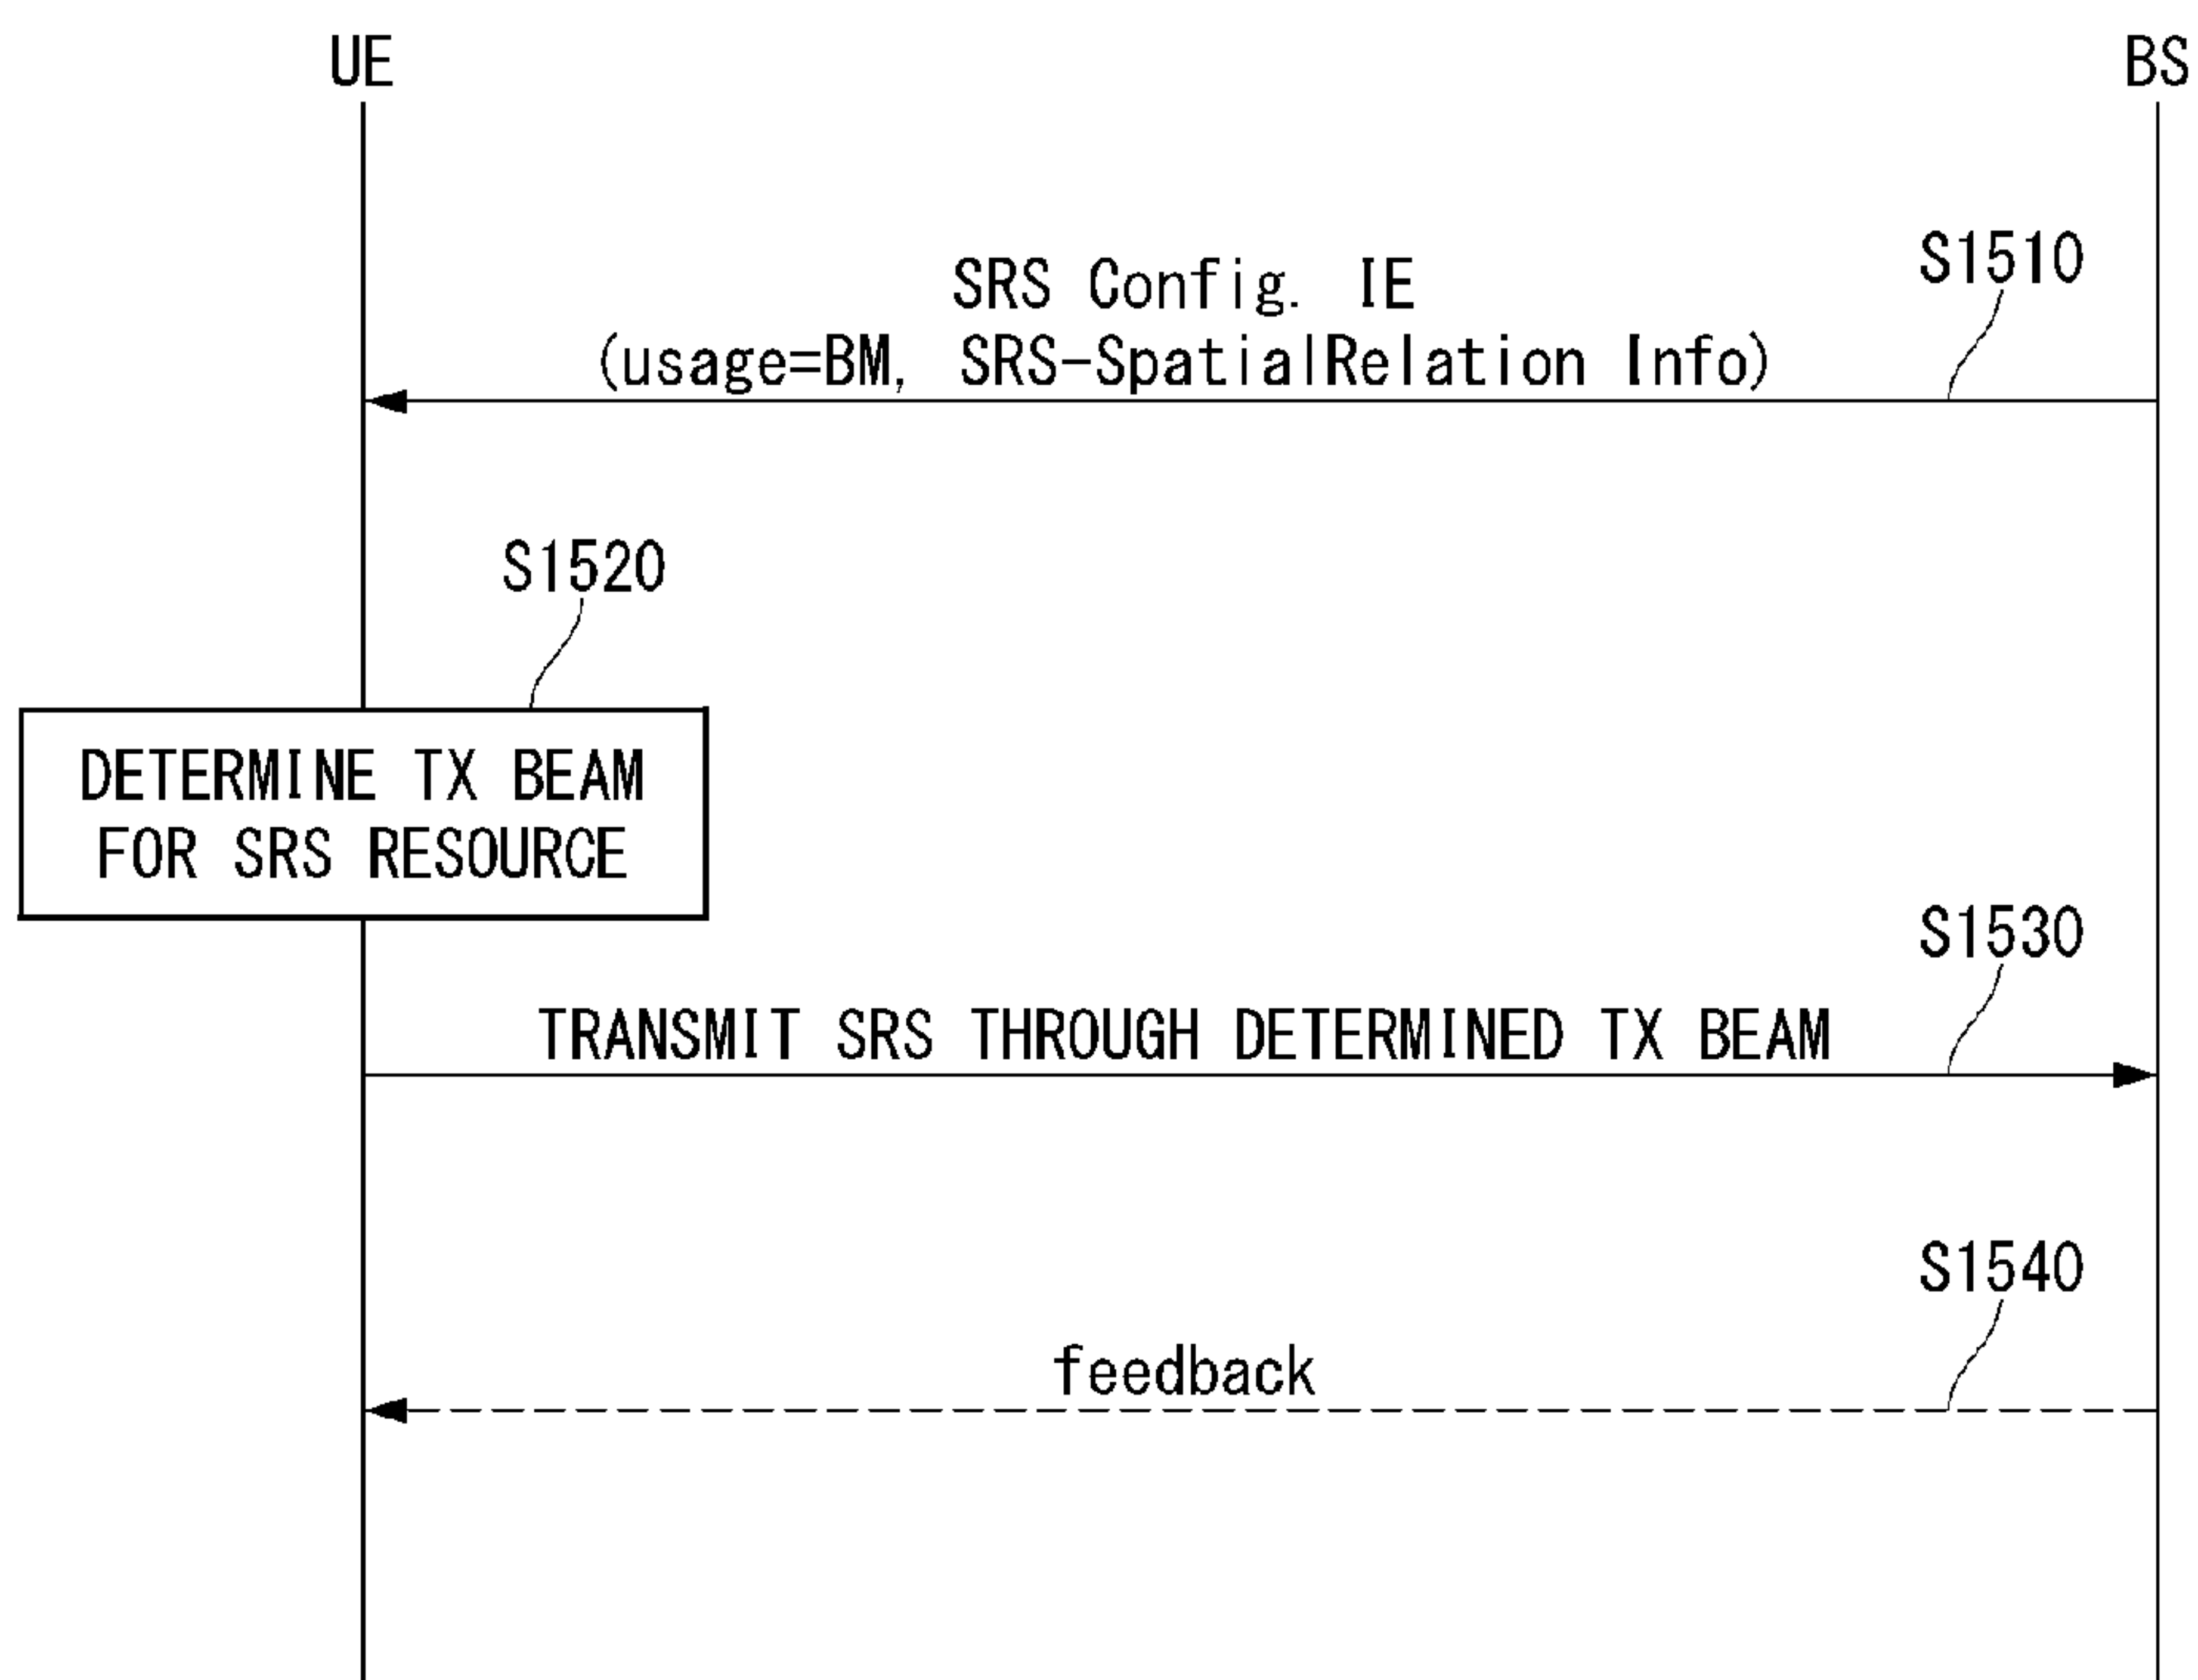 UE
BS
S1510
SRS Config. IE
(usage=BM, SRS-SpatialRelation Info)
S1520
DETERMINE TX BEAM
FOR SRS RESOURCE
S1530
TRANSMIT SRS THROUGH DETERMINED TX BEAM
S1540
feedback